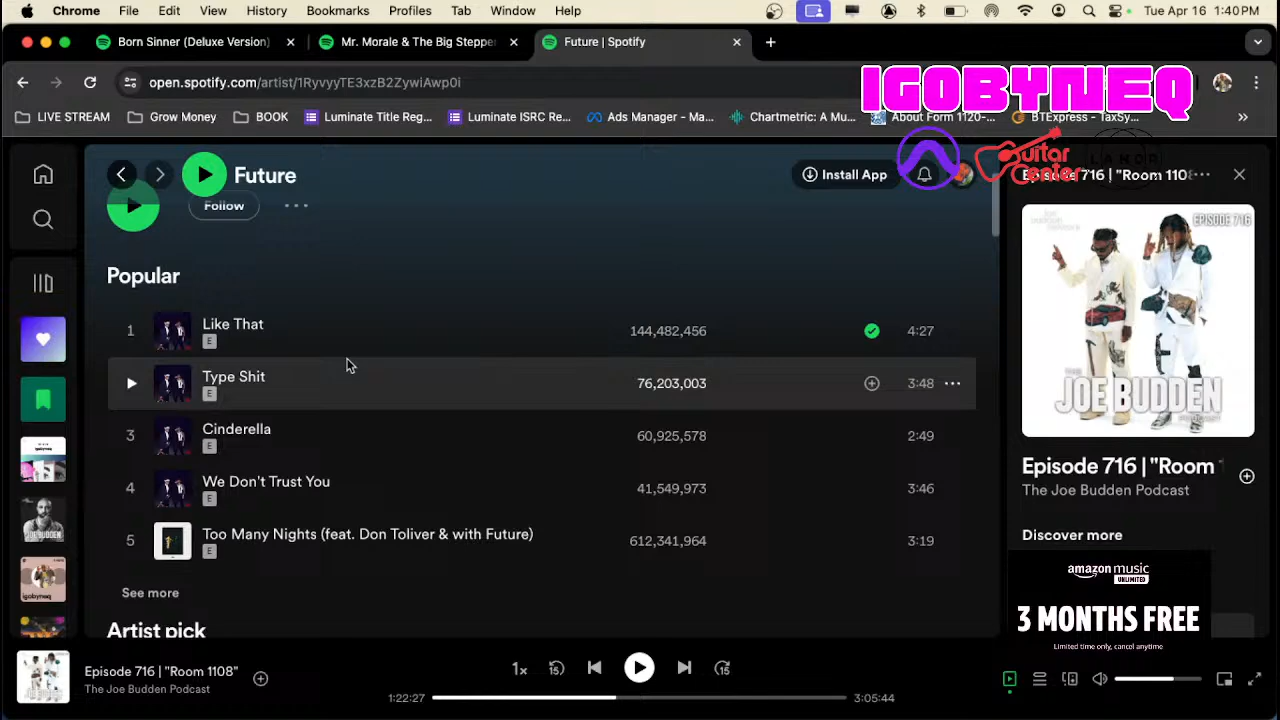 Chrome File Edit View History Bookmarks Profiles Tab Window Help Tue Apr 16 1:40 PM
Born Sinner (Deluxe Version) Mr. Morale & The Big Steppe Future | Spotify
open.spotify.com/artist/1RyvyyTE3xzB2ZywiAwp0i
IGOBYNEQ
LIVE STREAM Grow Money BOOK Luminate Title Reg... Luminate ISRC Re... Ads Manager - Ma... Chartmetric: A Mu... About Form 1120-... BTExpress - TaxSy...
Guitar Center
Future Install App Episode 716 | "Room 1108
Follow
EPISODE 716
Popular
1 Like That 144,482,456 4:27
E
Type Shit 76,203,003 3:48
E
THE
JOE BUDDEN
PODCAST
3 Cinderella 60,925,578 2:49
E
Episode 716 | "Room
The Joe Budden Podcast
4 We Don't Trust You 41,549,973 3:46
E
5 Too Many Nights (feat. Don Toliver & with Future) 612,341,964 3:19
E
Discover more
amazon music
UNLIMITED
3 MONTHS FREE
Limited time only, cancel anytime
JOE BUDDEN
igobyneq
See more
Artist pick
Episode 716 | "Room 1108"
The Joe Budden Podcast
1x 15 15
1:22:27 3:05:44